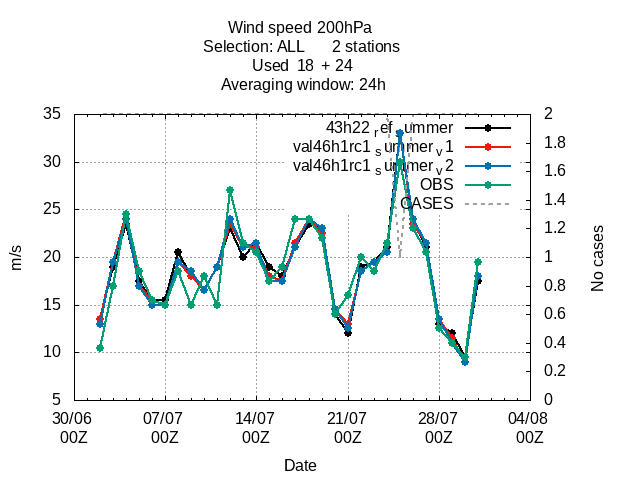 Wind speed 200hPa
Selection: ALL 2 stations
Used 18 + 24
Averaging window: 24h
35 2
43h22_ref_summer
1.8
val46h1rc1_summer_v1
30 val46h1rc1_summer_v2 1.6
OBS
CASES 1.4
25 1.2
m/s 20 1 No cases
0.8
15 0.6
10 0.4
0.2
5 0
30/06 07/07 14/07 21/07 28/07 04/08
00Z 00Z 00Z 00Z 00Z 00Z
Date